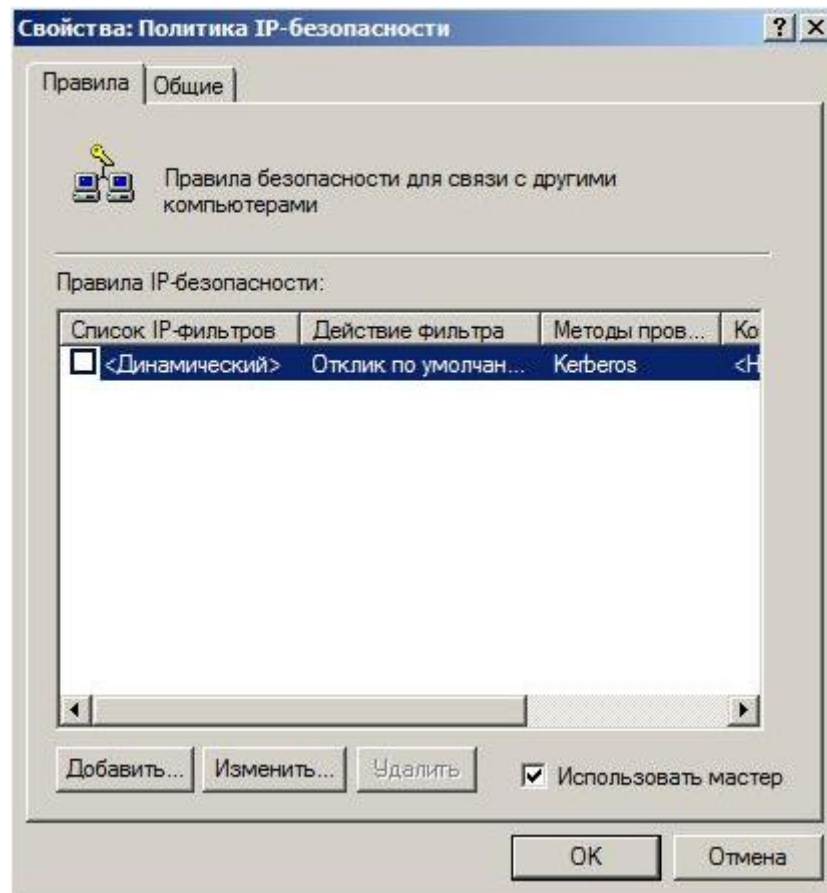 Свойства: Политика IP-безопасности
Правила Общие
Правила безопасности для связи с другими
компьютерами
Правила IP-безопасности:
Список IP-фильтров Действие фильтра Методы пров... Ко
<Динамический> Отклик по умолчан... Kerberos <Н
Добавить... Изменить... Удалить Использовать мастер
OK Отмена